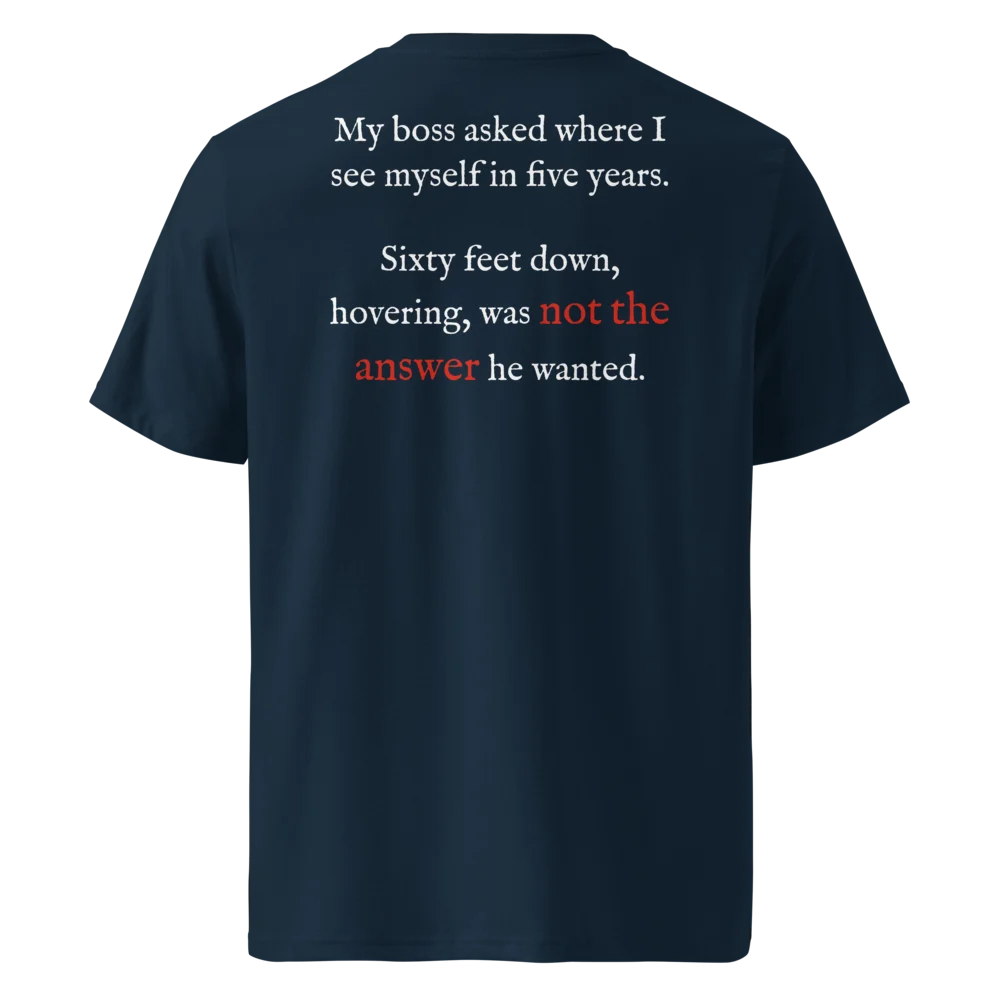 My boss asked where I
see myself in five years.
Sixty feet down,
hovering, was not the
answer he wanted.